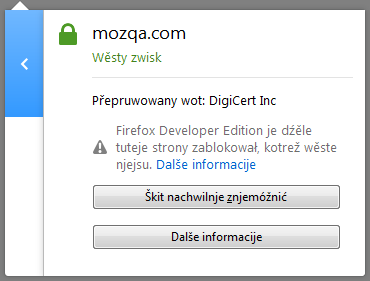 mozqa.com
Wěsty zwisk
Přepruwowany wot: DigiCert Inc
Firefox Developer Edition je dźěle
tuteje strony zablokował, kotrež wěste
njejsu. Dalše informacije
Škit nachwilnje znjemóžnić
Dalše informacije